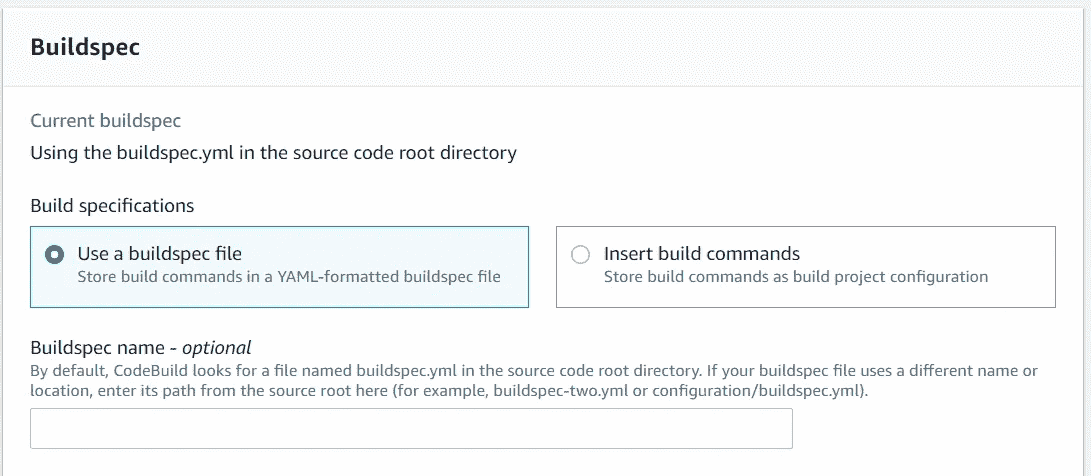 Buildspec
Current buildspec
Using the buildspec.yml in the source code root directory
Build specifications
Use a buildspec file
Store build commands in a YAML-formatted buildspec file
Insert build commands
Store build commands as build project configuration
Buildspec name - optional
By default, CodeBuild looks for a file named buildspec.yml in the source code root directory. If your buildspec file uses a different name or
location, enter its path from the source root here (for example, buildspec-two.yml or configuration/buildspec.yml).